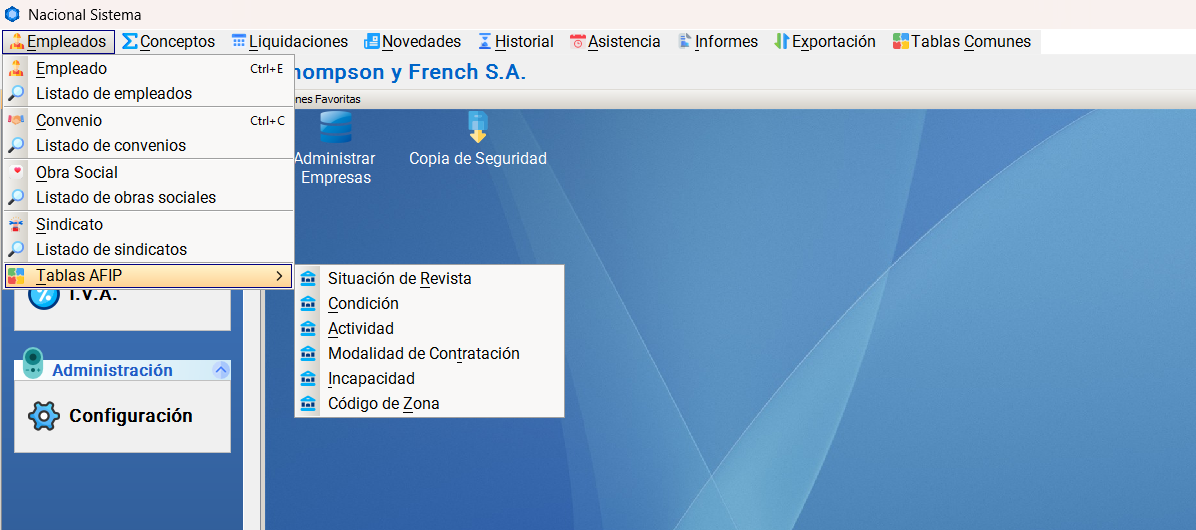 Nacional Sistema
Empleados Conceptos Liquidaciones Novedades Historial Asistencia Informes Exportación Tablas Comunes
Empleado Ctrl+E
Listado de empleados
Convenio Ctrl+C
Listado de convenios
Obra Social
Listado de obras sociales
Sindicato
Listado de sindicatos
Tablas AFIP
Situación de Revista
Condición
Actividad
Modalidad de Contratación
Incapacidad
Código de Zona
hompson y French S.A.
nes Favoritas
Administrar
Empresas
Copia de Seguridad
I.V.A.
Administración
Configuración